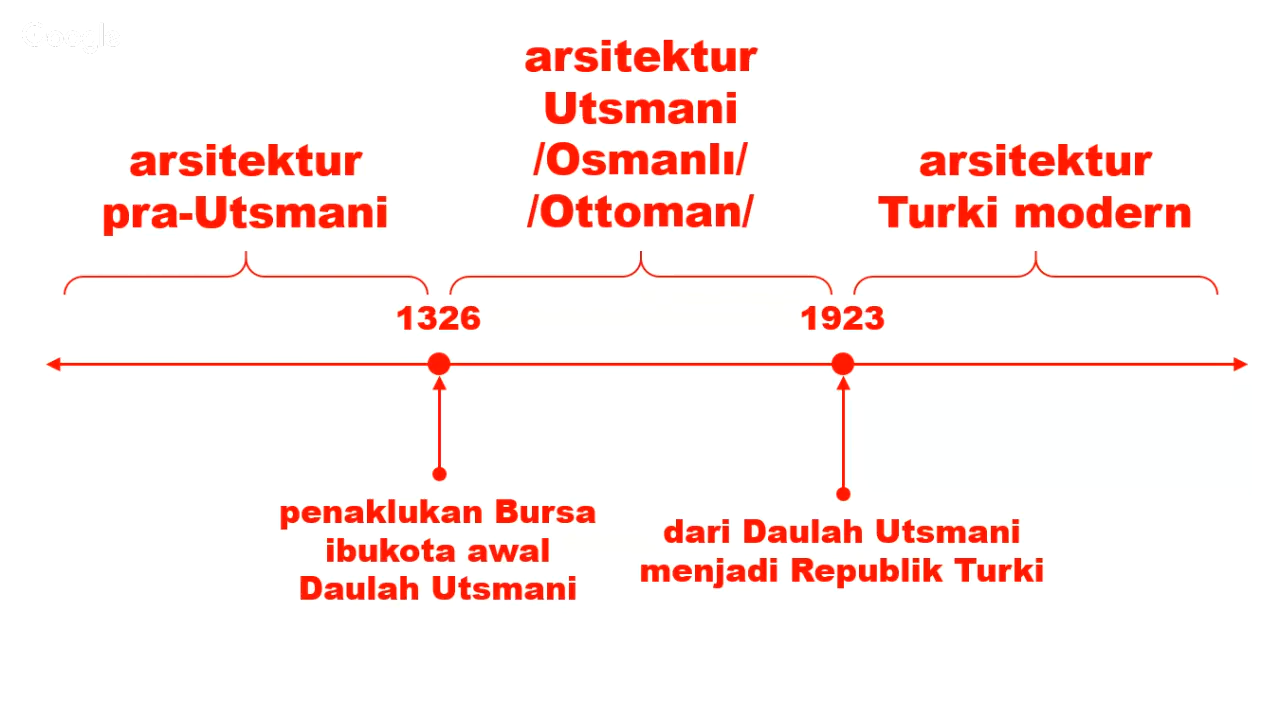 Google
arsitektur
pra-Utsmani
arsitektur
Utsmani
/Osmanlı/
/Ottoman/
arsitektur
Turki modern
1326
1923
penaklukan Bursa
ibukota awal
Daulah Utsmani
dari Daulah Utsmani
menjadi Republik Turki